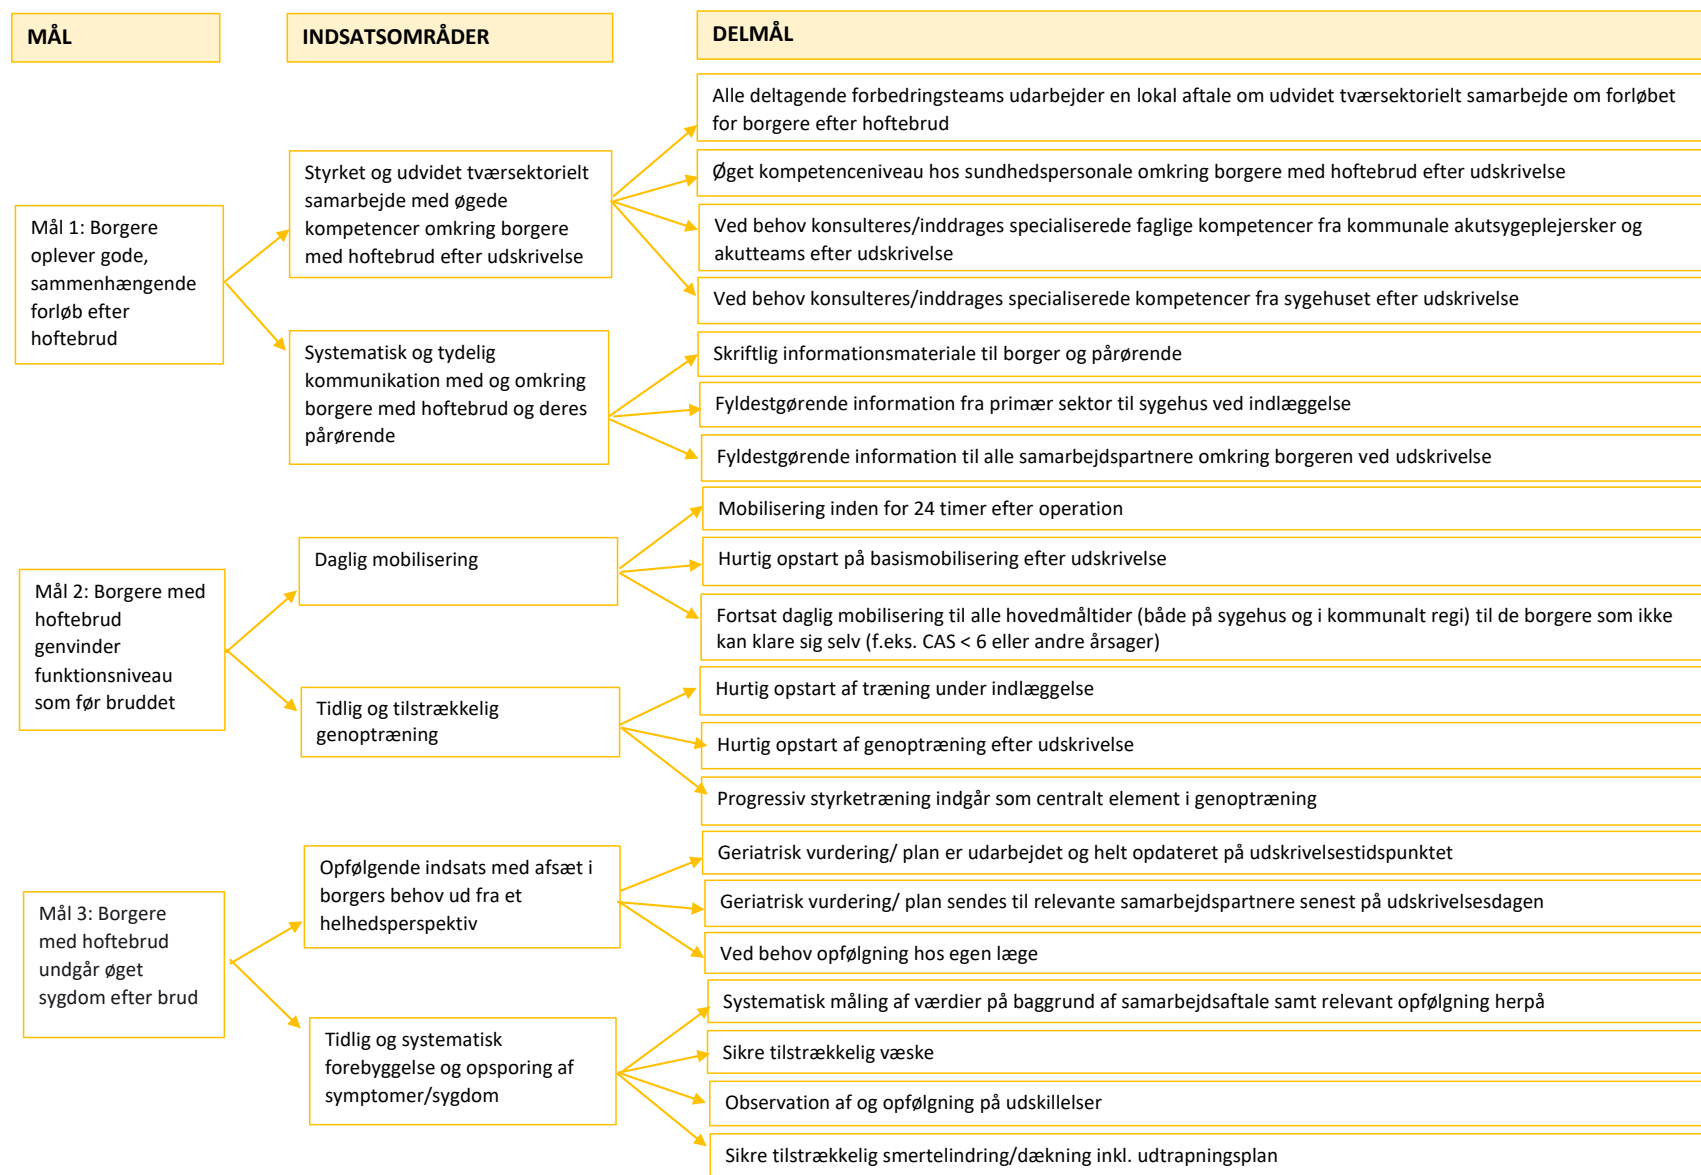 MÅL
INDSATSOMRÅDER
DELMÅL
Mål 1: Borgere
oplever gode,
sammenhængende
forløb efter
hoftebrud
Styrket og udvidet tværsektorielt
samarbejde med øgede
kompetencer omkring borgere
med hoftebrud efter udskrivelse
Alle deltagende forbedringsteams udarbejder en lokal aftale om udvidet tværsektorielt samarbejde om forløbet
for borgere efter hoftebrud
Øget kompetenceniveau hos sundhedspersonale omkring borgere med hoftebrud efter udskrivelse
Ved behov konsulteres/inddrages specialiserede faglige kompetencer fra kommunale akutsygeplejersker og
akutteams efter udskrivelse
Ved behov konsulteres/inddrages specialiserede kompetencer fra sygehuset efter udskrivelse
Systematisk og tydelig
kommunikation med og omkring
borgere med hoftebrud og deres
pårørende
Skriftlig informationsmateriale til borger og pårørende
Fyldestgørende information fra primær sektor til sygehus ved indlæggelse
Fyldestgørende information til alle samarbejdspartnere omkring borgeren ved udskrivelse
Mål 2: Borgere med
hoftebrud
genvinder
funktionsniveau
som før bruddet
Daglig mobilisering
Mobilisering inden for 24 timer efter operation
Hurtig opstart på basismobilisering efter udskrivelse
Fortsat daglig mobilisering til alle hovedmåltider (både på sygehus og i kommunalt regi) til de borgere som ikke
kan klare sig selv (f.eks. CAS < 6 eller andre årsager)
Tidlig og tilstrækkelig
genoptræning
Hurtig opstart af træning under indlæggelse
Hurtig opstart af genoptræning efter udskrivelse
Progressiv styrketræning indgår som centralt element i genoptræning
Mål 3: Borgere
med hoftebrud
undgår øget
sygdom efter brud
Opfølgende indsats med afsæt i
borgers behov ud fra et
helhedsperspektiv
Geriatrisk vurdering/ plan er udarbejdet og helt opdateret på udskrivelsestidspunktet
Geriatrisk vurdering/ plan sendes til relevante samarbejdspartnere senest på udskrivelsesdagen
Ved behov opfølgning hos egen læge
Tidlig og systematisk
forebyggelse og opsporing af
symptomer/sygdom
Systematisk måling af værdier på baggrund af samarbejdsaftale samt relevant opfølgning herpå
Sikre tilstrækkelig væske
Observation af og opfølgning på udskillelser
Sikre tilstrækkelig smertelindring/dækning inkl. udtrapningsplan